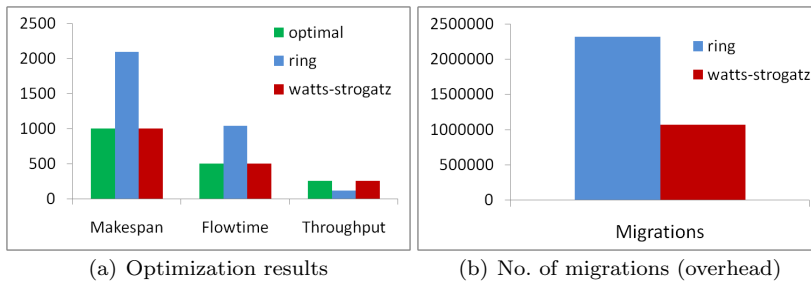 2500
2000
1500
1000
500
0
optimal
ring
watts-strogatz
Makespan Flowtime Throughput
(a) Optimization results
2500000
2000000
1500000
1000000
500000
0
ring
watts-strogatz
Migrations
(b) No. of migrations (overhead)